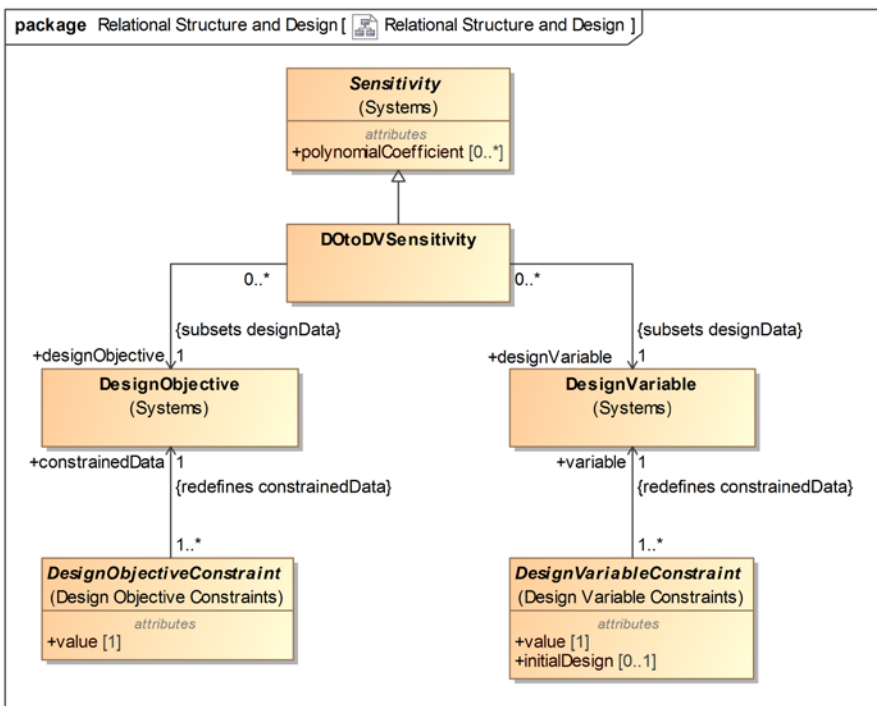 package Relational Structure and Design [ Relational Structure and Design ]
Sensitivity
(Systems)
attributes
+polynomialCoefficient [0..*]
DOtoDVSensitivity
0..*
0..*
{subsets designData}
{subsets designData}
+designObjective 1
+designVariable 1
DesignObjective
(Systems)
DesignVariable
(Systems)
+constrainedData 1
+variable 1
{redefines constrainedData}
{redefines constrainedData}
1..*
1..*
DesignObjectiveConstraint
(Design Objective Constraints)
attributes
+value [1]
DesignVariableConstraint
(Design Variable Constraints)
attributes
+value [1]
+initialDesign [0..1]